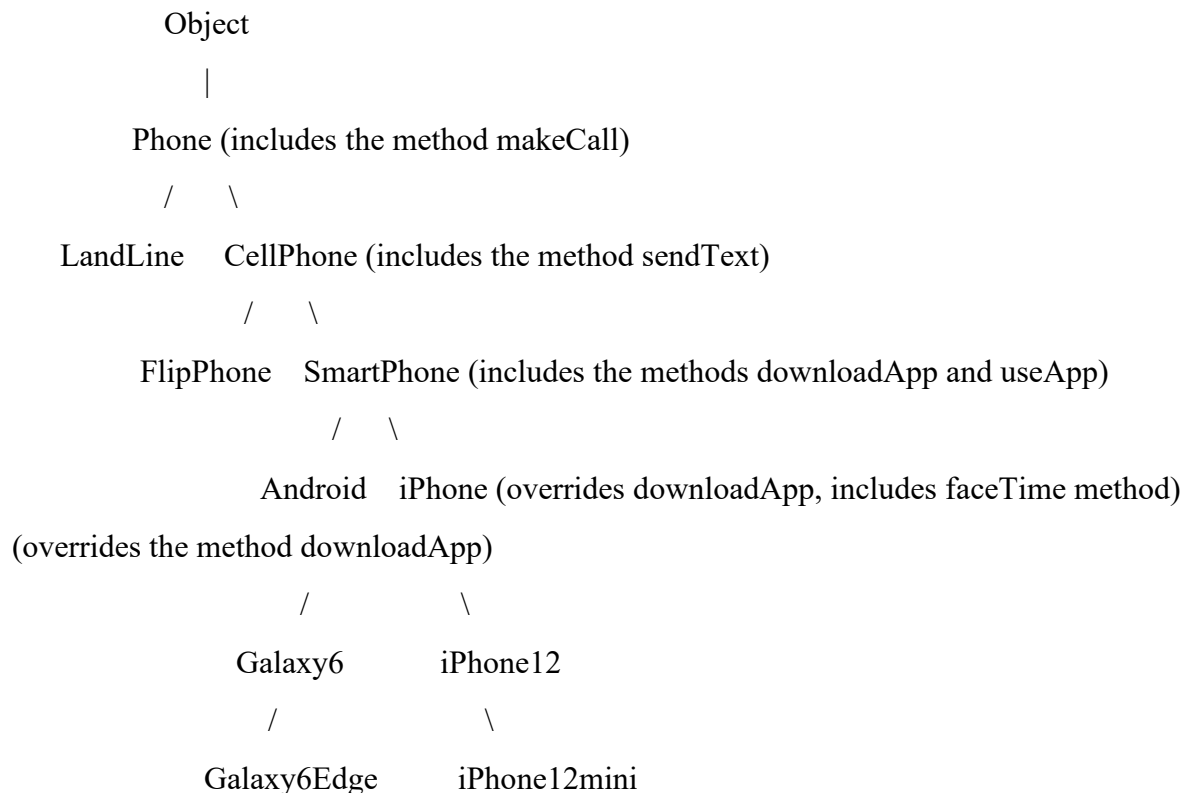 Object
|
Phone (includes the method makeCall)
/ \
LandLine CellPhone (includes the method sendText)
/ \
FlipPhone SmartPhone (includes the methods downloadApp and useApp)
/ \
Android iPhone (overrides downloadApp, includes faceTime method)
(overrides the method downloadApp)
/ \
Galaxy6 iPhone12
/ \
Galaxy6Edge iPhone12mini